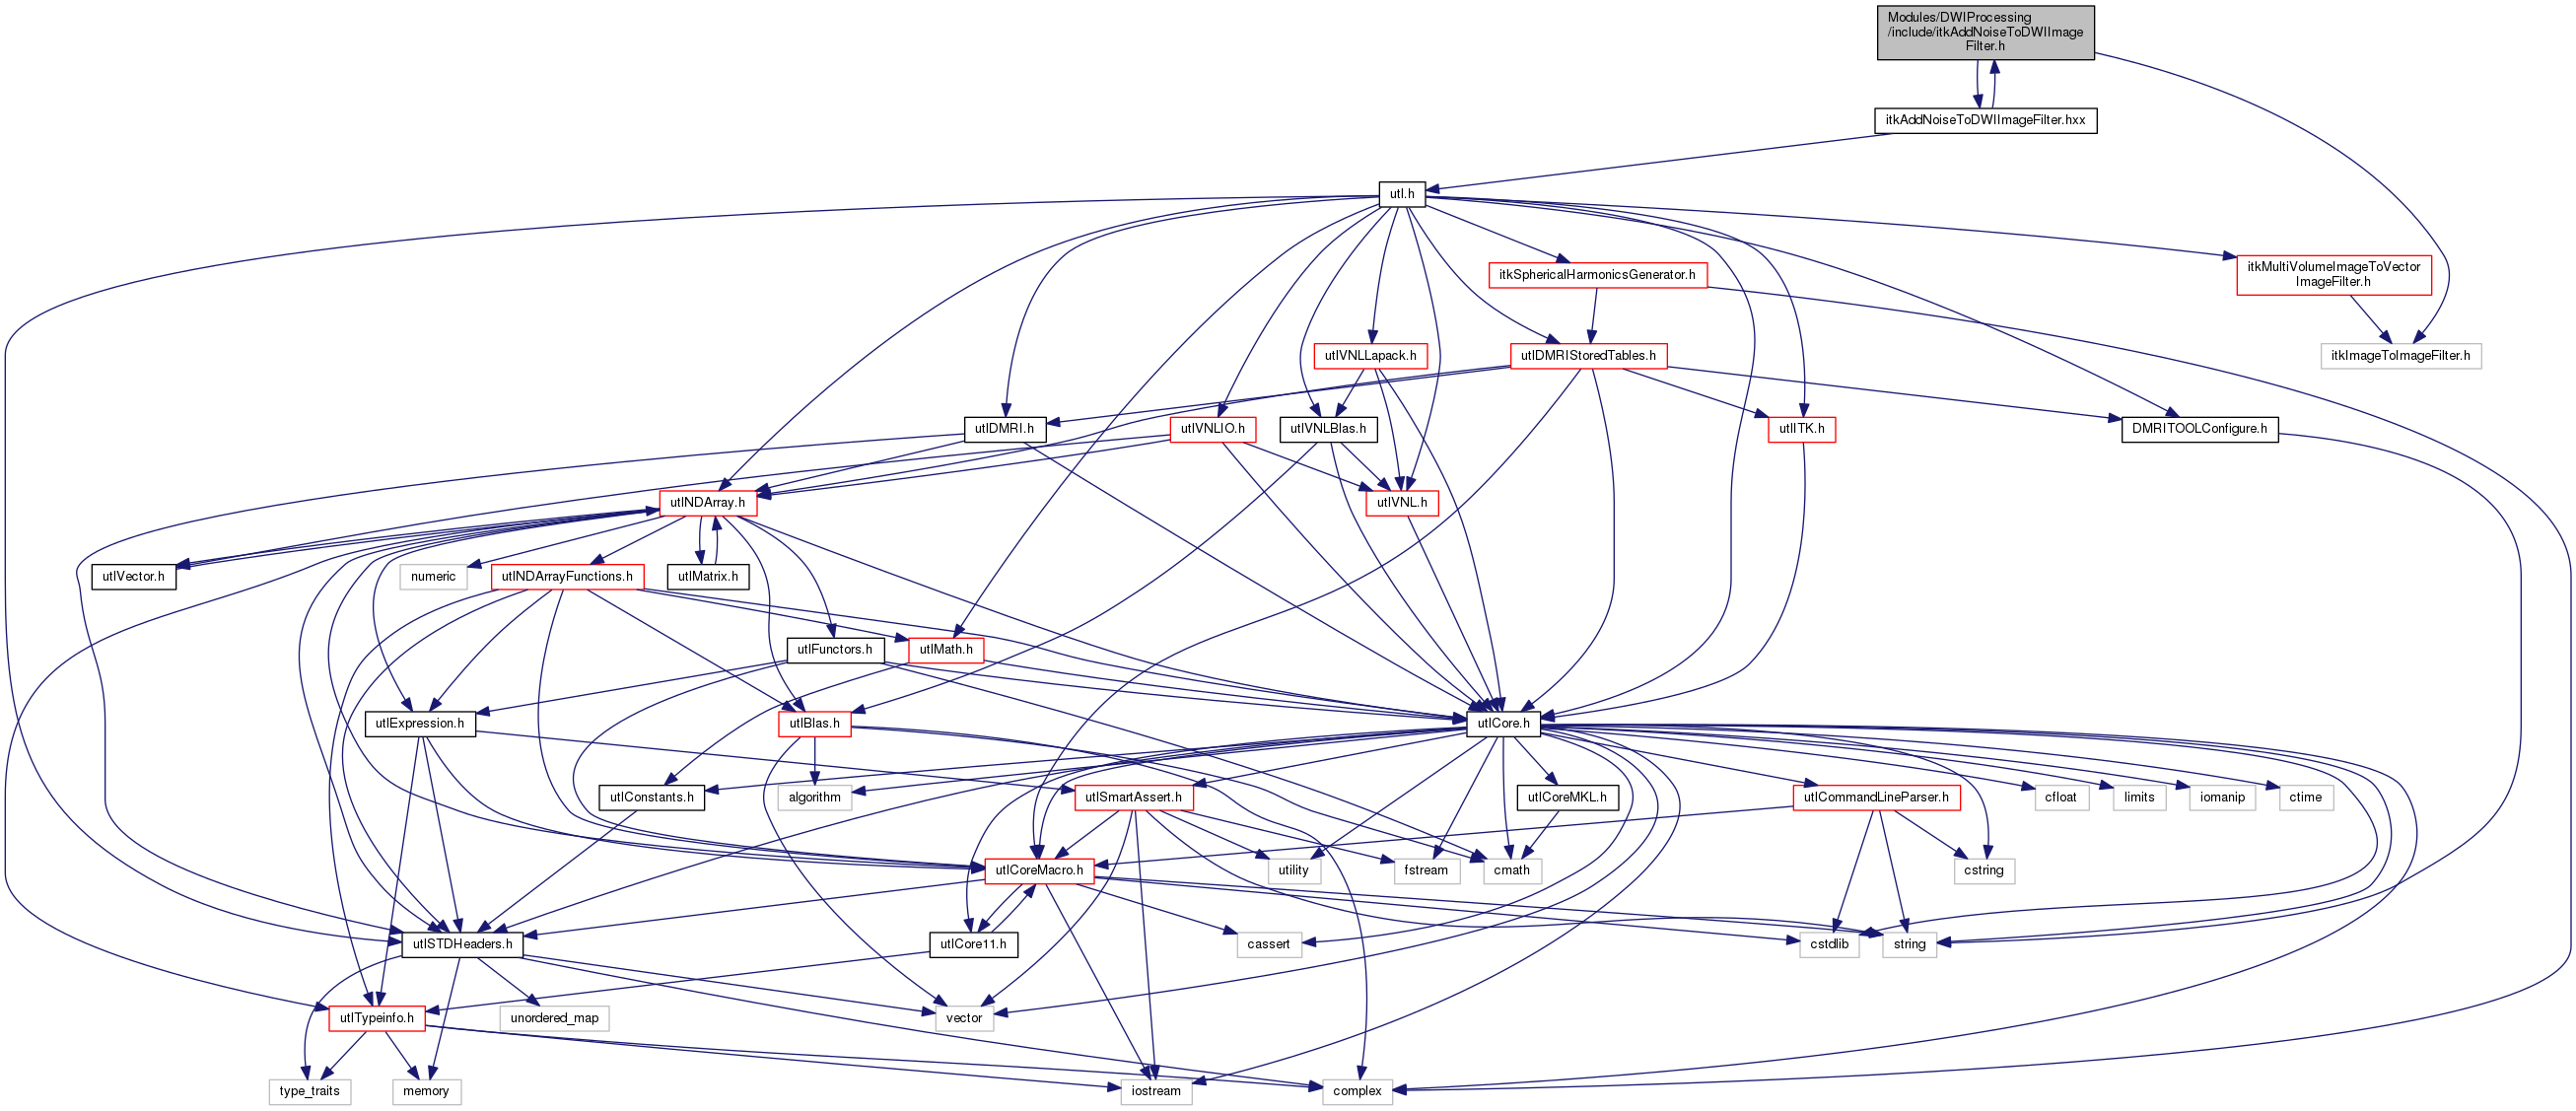 Modules/DWIProcessing
/include/itkAddNoiseToDWIImage
Filter.h
itkAddNoiseToDWIImageFilter.hxx
utl.h
itkSphericalHarmonicsGenerator.h
itkMultiVolumeImageToVector
ImageFilter.h
utlVNLLapack.h
utlDMRIStoredTables.h
itkImageToImageFilter.h
utlDMRI.h
utlVNLIO.h
utlVNLBlas.h
utlITK.h
DMRITOOLConfigure.h
utlNDArray.h
utlVNL.h
utlVector.h
numeric
utlNDArrayFunctions.h
utlMatrix.h
utlFunctors.h
utlMath.h
utlExpression.h
utlBlas.h
utlCore.h
utlConstants.h
algorithm
utlSmartAssert.h
utlCoreMKL.h
utlCommandLineParser.h
cfloat
limits
iomanip
ctime
utlCoreMacro.h
utility
fstream
cmath
cstring
utlSTDHeaders.h
utlCore11.h
cassert
cstdlib
string
utlTypeinfo.h
unordered_map
vector
type_traits
memory
iostream
complex